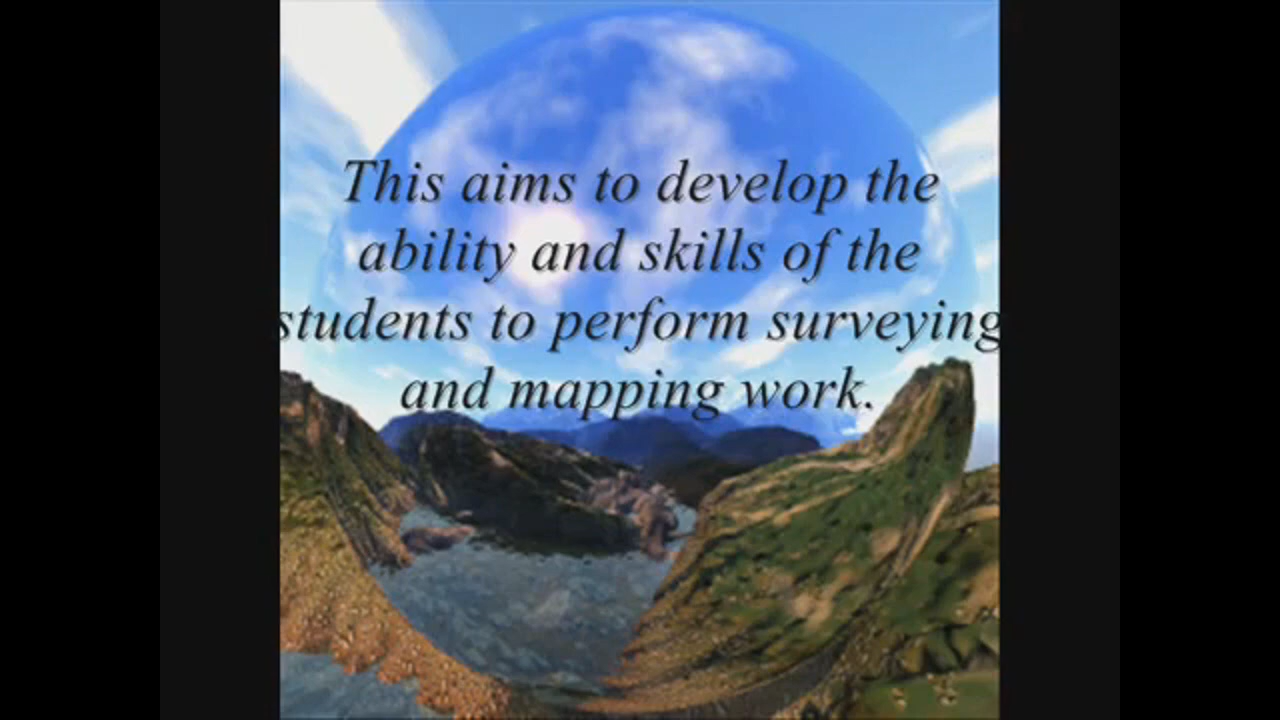 This aims to develop the
ability and skills of the
students to perform surveying
and mapping work.